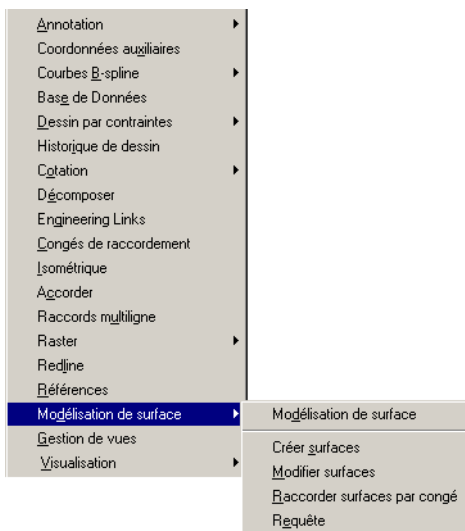 Annotation
Coordonnées auxiliaires
Courbes B-spline
Base de Données
Dessin par contraintes
Historique de dessin
Cotation
Décomposer
Engineering Links
Congés de raccordement
Isométrique
Accorder
Raccords multiligne
Raster
Redline
Références
Modélisation de surface
Gestion de vues
Visualisation
Modélisation de surface
Créer surfaces
Modifier surfaces
Raccorder surfaces par congé
Requête